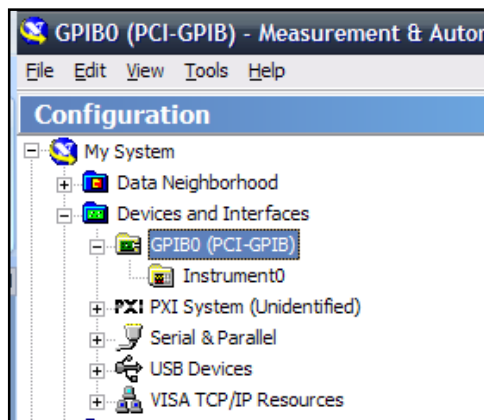 GPIB0 (PCI-GPIB) - Measurement & Autor
File Edit View Tools Help
Configuration
My System
Data Neighborhood
Devices and Interfaces
GPIB0 (PCI-GPIB)
Instrument0
PXI PXI System (Unidentified)
Serial & Parallel
USB Devices
VISA TCP/IP Resources